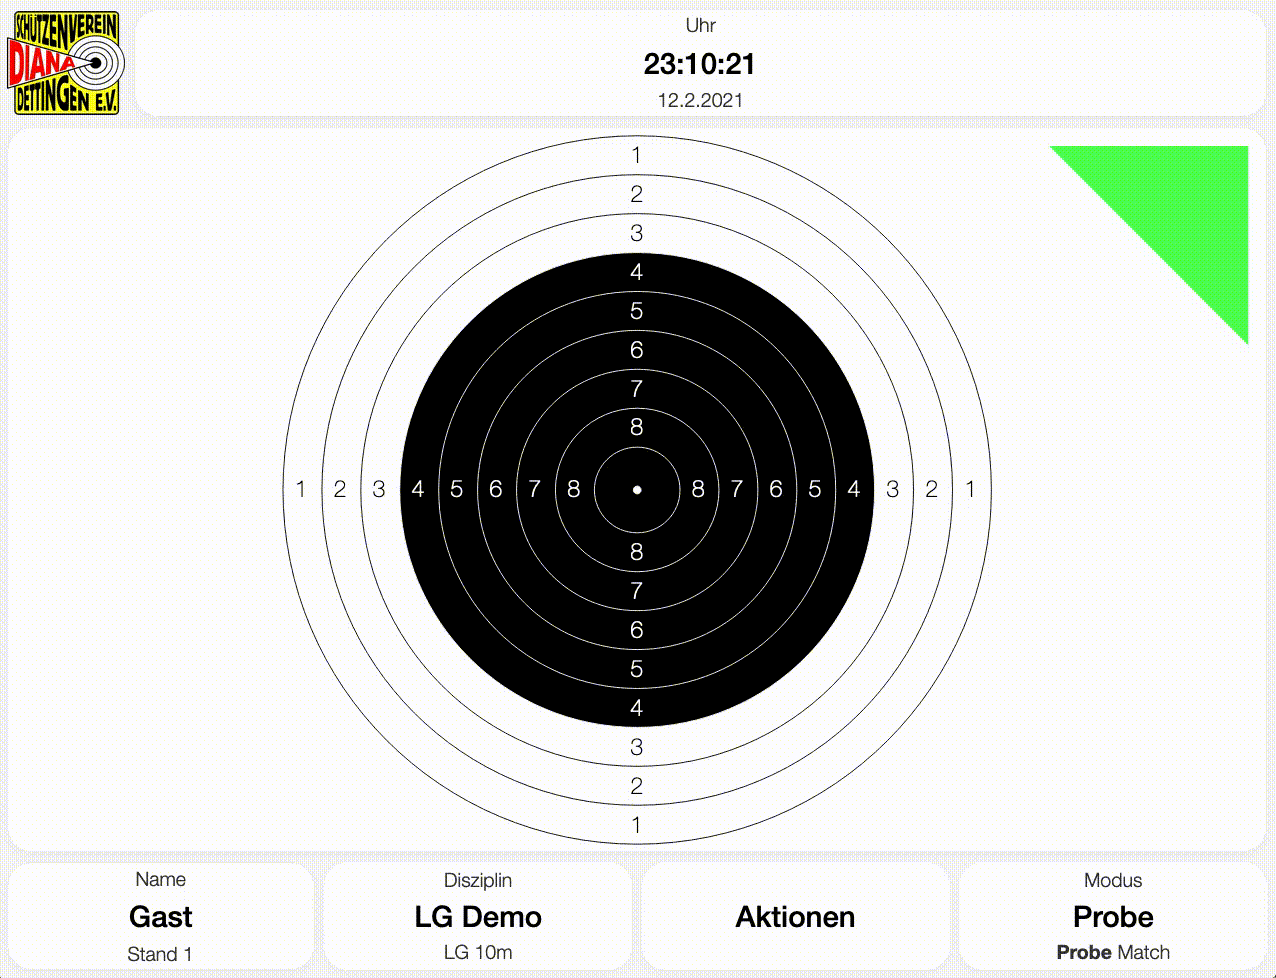 SCHÜTZENVEREIN
DIANA
DETTINGEN E.V.
Uhr
23:10:21
12.2.2021
1
2
3
4
5
6
7
8
1 2 3 4 5 6 7 8 8 7 6 5 4 3 2 1
8
7
6
5
4
3
2
1
Name
Gast
Stand 1
Disziplin
LG Demo
LG 10m
Aktionen
Modus
Probe
Probe Match